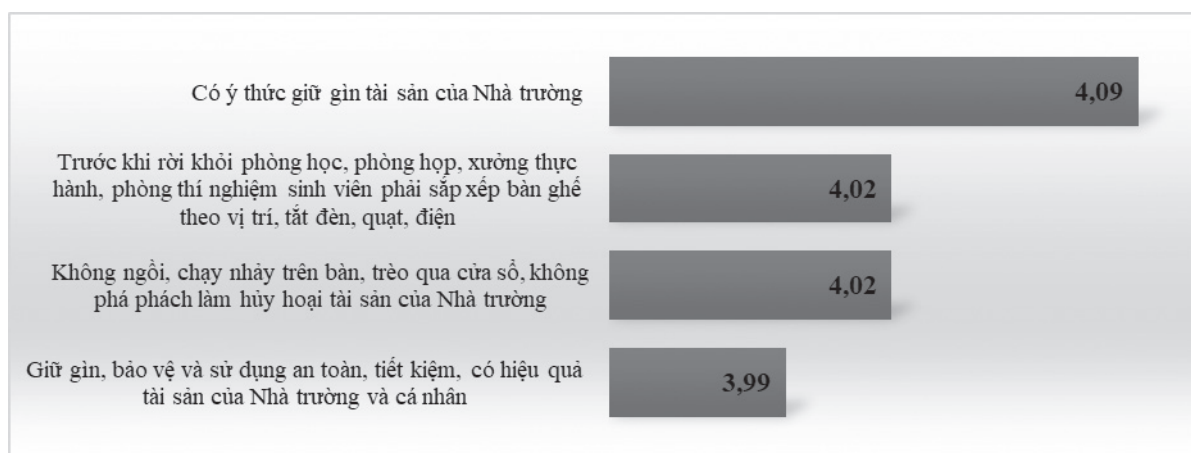 Có ý thức giữ gìn tài sản của Nhà trường
4,09
Trước khi rời khỏi phòng học, phòng họp, xưởng thực
hành, phòng thí nghiệm sinh viên phải sắp xếp bàn ghế
theo vị trí, tắt đèn, quạt, điện
4,02
Không ngồi, chạy nhảy trên bàn, trèo qua cửa sổ, không
phá phách làm hủy hoại tài sản của Nhà trường
4,02
Giữ gìn, bảo vệ và sử dụng an toàn, tiết kiệm, có hiệu quả
tài sản của Nhà trường và cá nhân
3,99